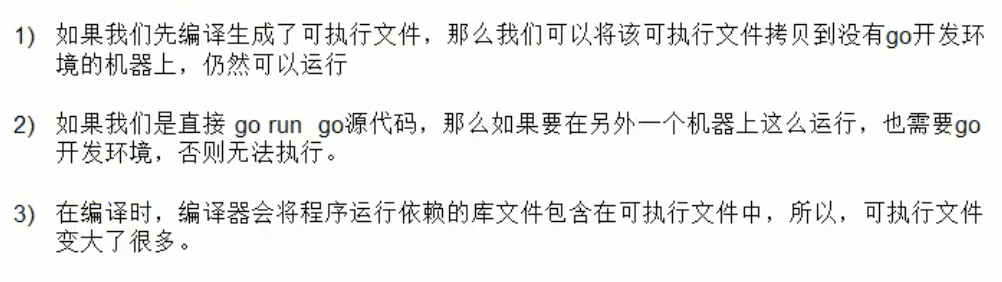 1) 如果我们先编译生成了可执行文件，那么我们可以将该可执行文件拷贝到没有go开发环
境的机器上，仍然可以运行
2) 如果我们是直接 go run go源代码，那么如果要在另外一个机器上这么运行，也需要go
开发环境，否则无法执行。
3) 在编译时，编译器会将程序运行依赖的库文件包含在可执行文件中，所以，可执行文件
变大了很多。